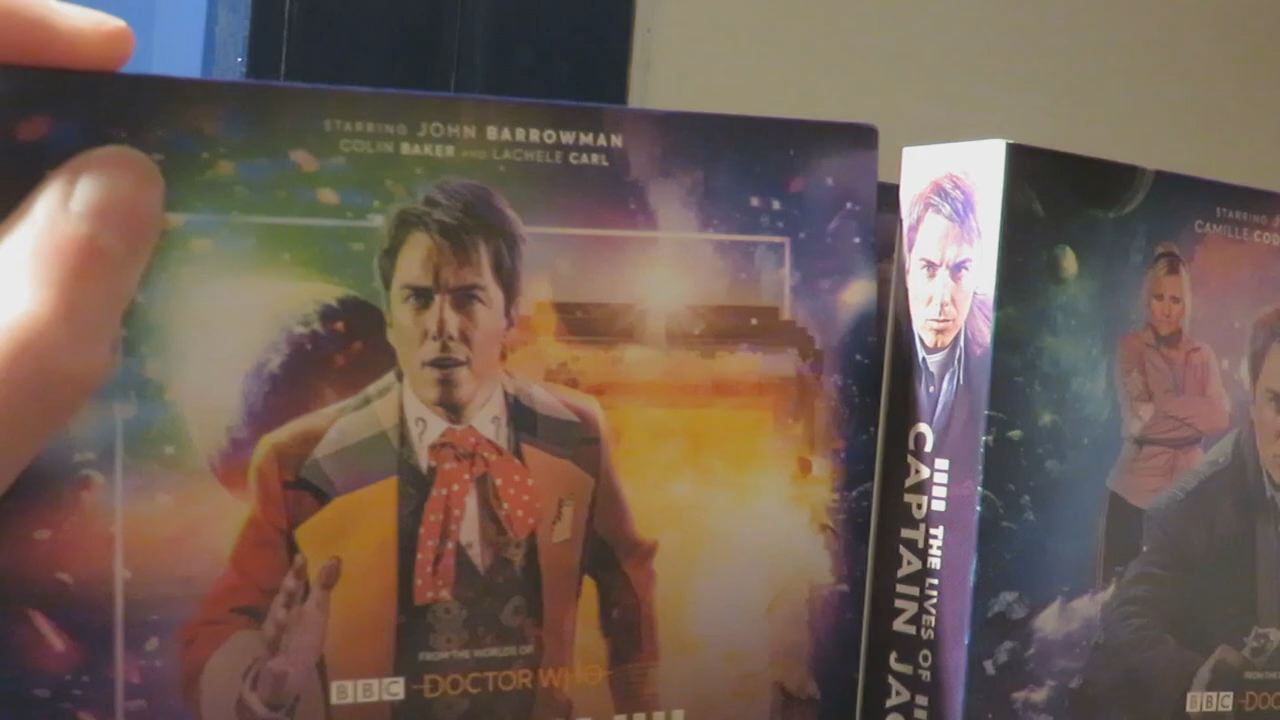 STARRING JOHN BARROWMAN
COLIN BAKER AND LACHELE CARL
FROM THE WORLDS OF
BBC DOCTOR WHO
THE LIVES OF
CAPTAIN JA
STARRING
CAMILLE COD
BBC DOC